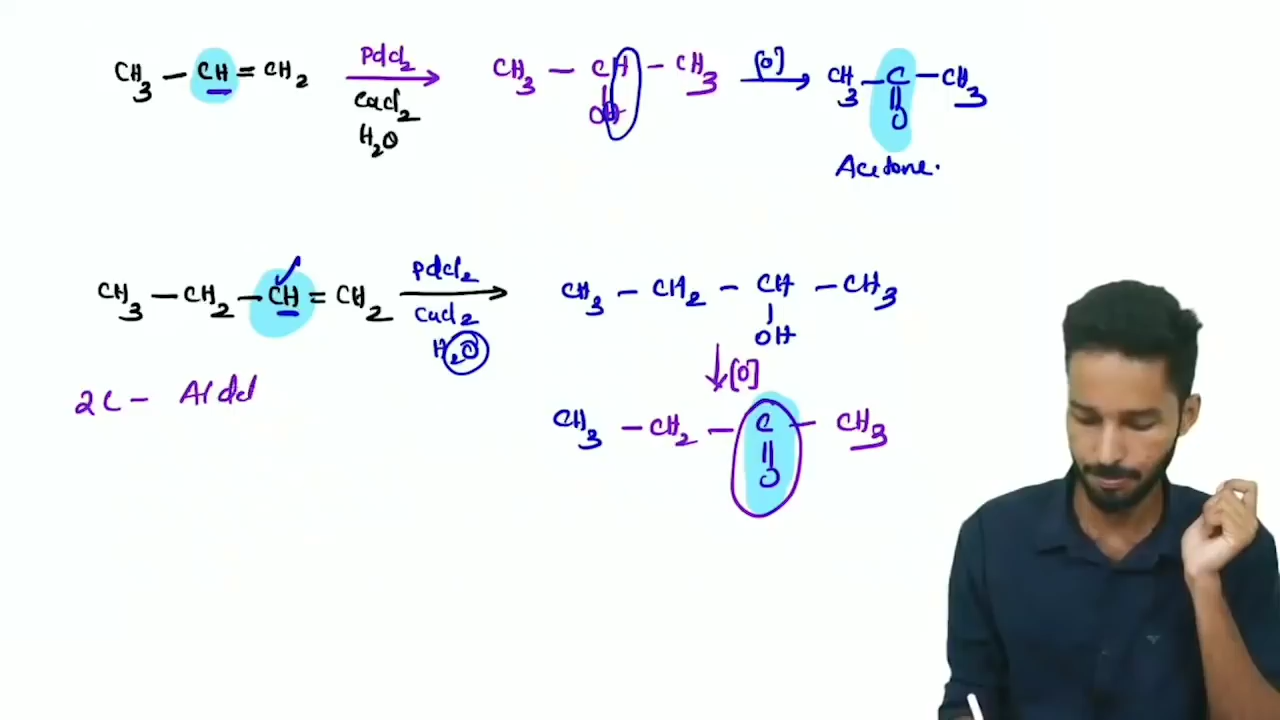 CH3 — CH = CH2 PdCl2 CH3 — CH — CH3 [O] CH3 — C — CH3
CuCl2 OH O
H2O
Acetone.
CH3 — CH2 — CH = CH2 PdCl2 CH3 — CH2 — CH — CH3
CuCl2 OH
H2O [O]
2C — Ald
CH3 — CH2 — C — CH3
O